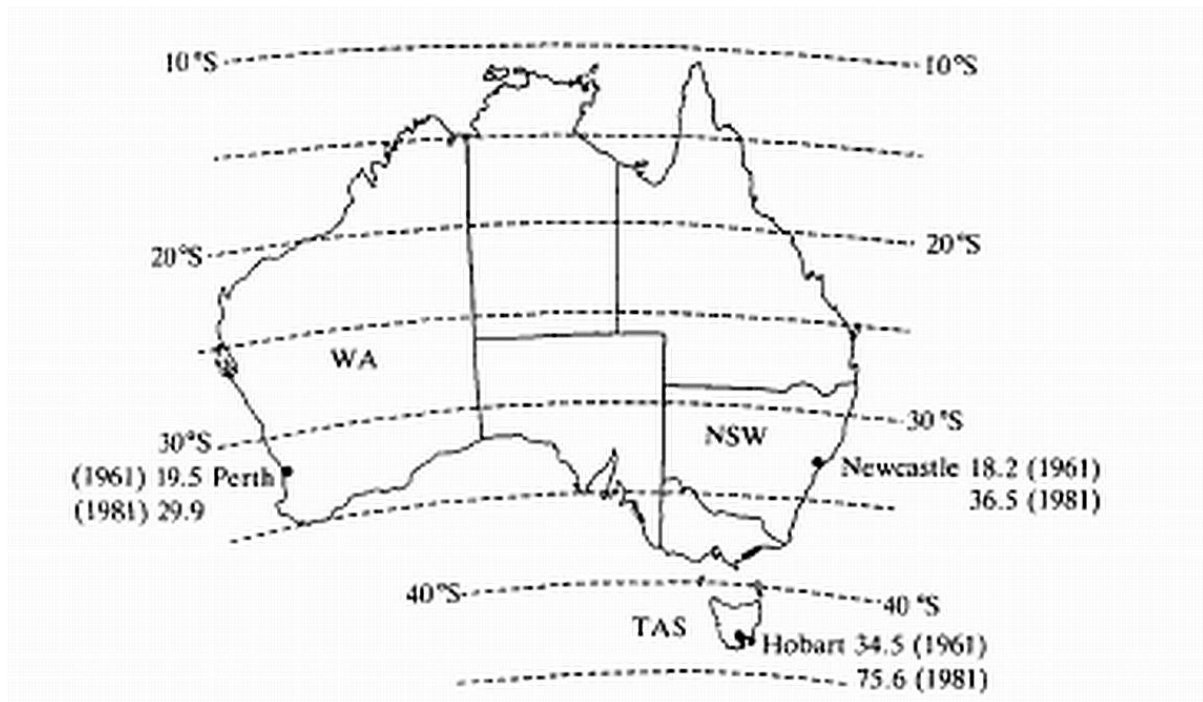 10°S
10°S
20°S
20°S
WA
30°S
30°S
NSW
(1961) 19.5 Perth
(1981) 29.9
Newcastle 18.2 (1961)
36.5 (1981)
40°S
40°S
TAS
Hobart 34.5 (1961)
75.6 (1981)